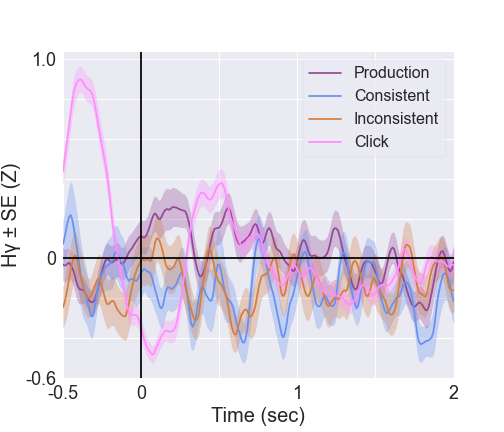 1.0
Production
Consistent
Inconsistent
Click
Hγ ± SE (Z)
0
-0.6
-0.5 0 1 2
Time (sec)